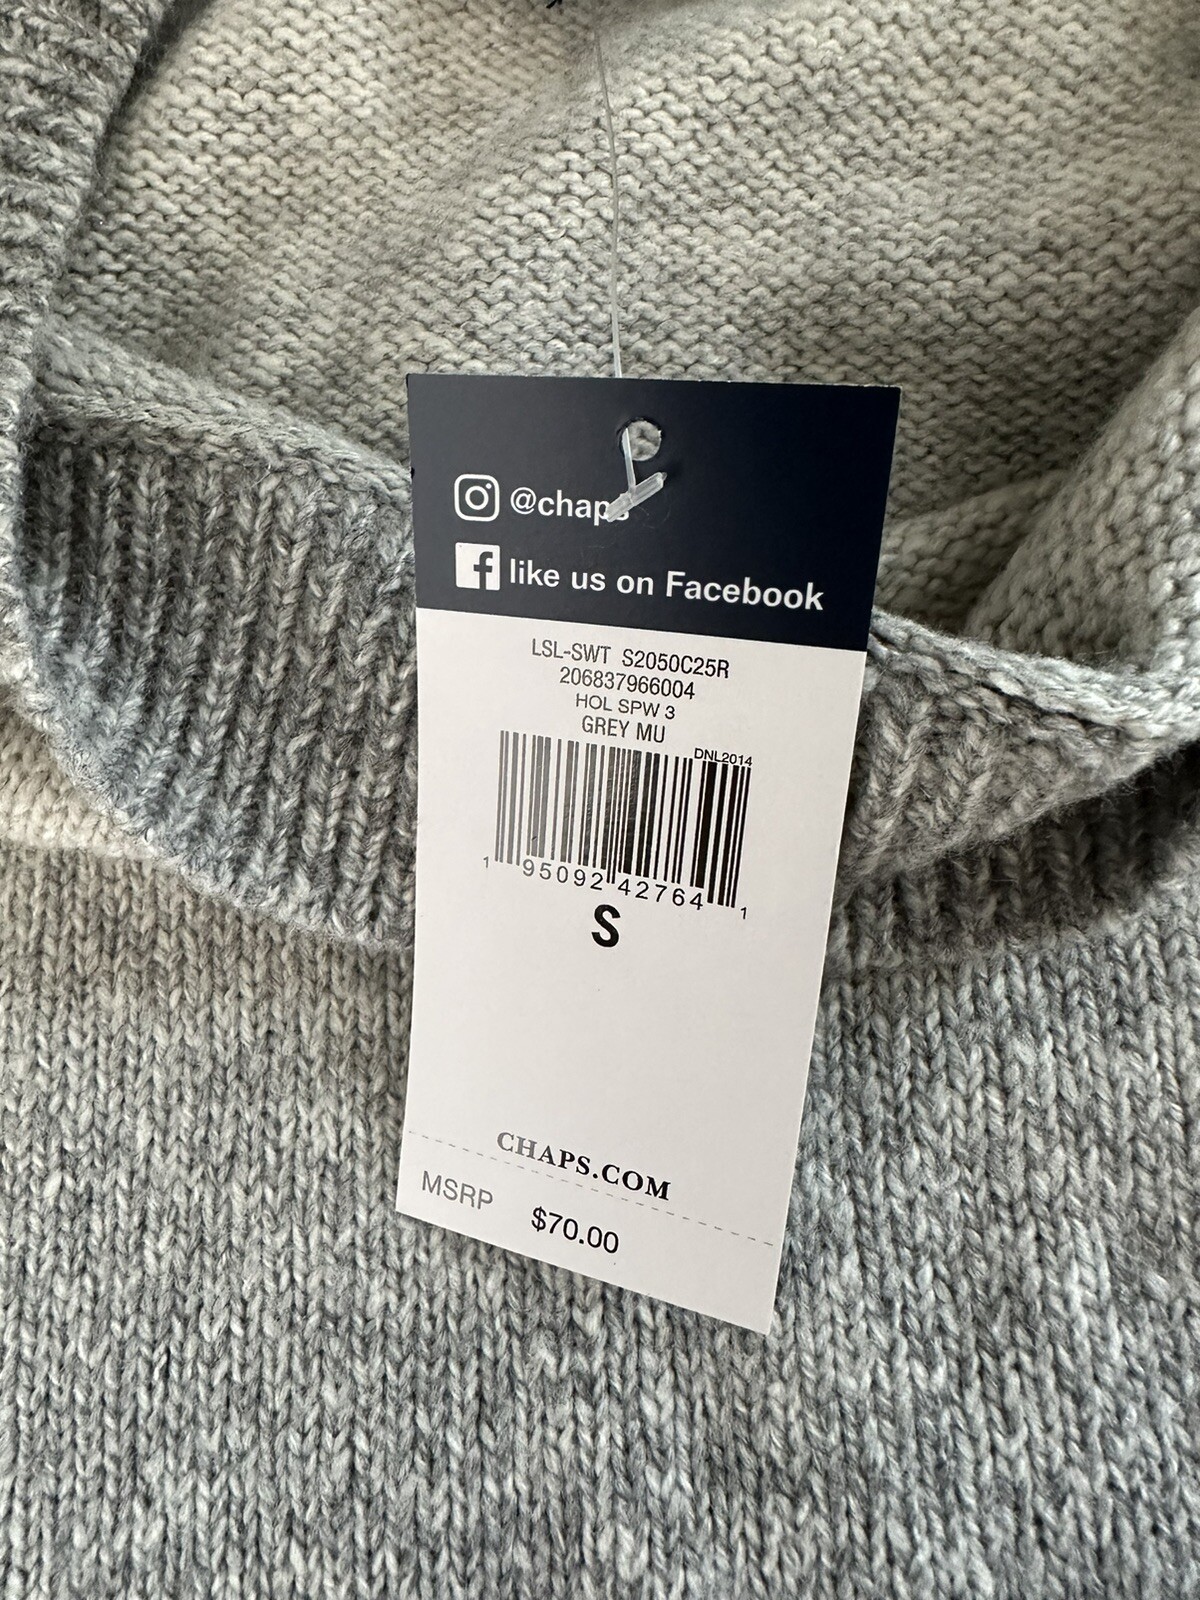 @chaps
like us on Facebook
LSL-SWT S2050C25R
206837966004
HOL SPW 3
GREY MU
DNL2014
1 95092 42764 1
S
CHAPS.COM
MSRP $70.00